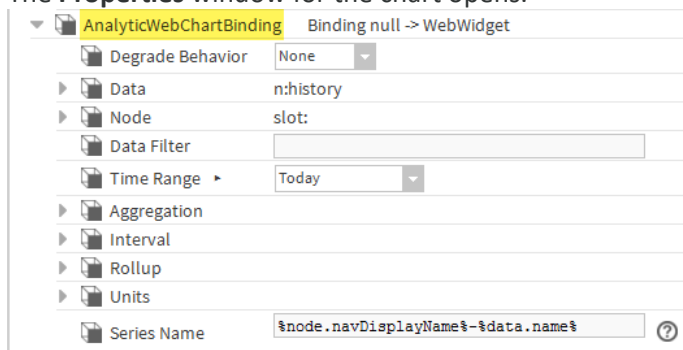 The Properties window for the chart opens.
AnalyticWebChartBinding Binding null -> WebWidget
Degrade Behavior None
Data n:history
Node slot:
Data Filter
Time Range Today
Aggregation
Interval
Rollup
Units
Series Name %node.navDisplayName%-%data.name% ?